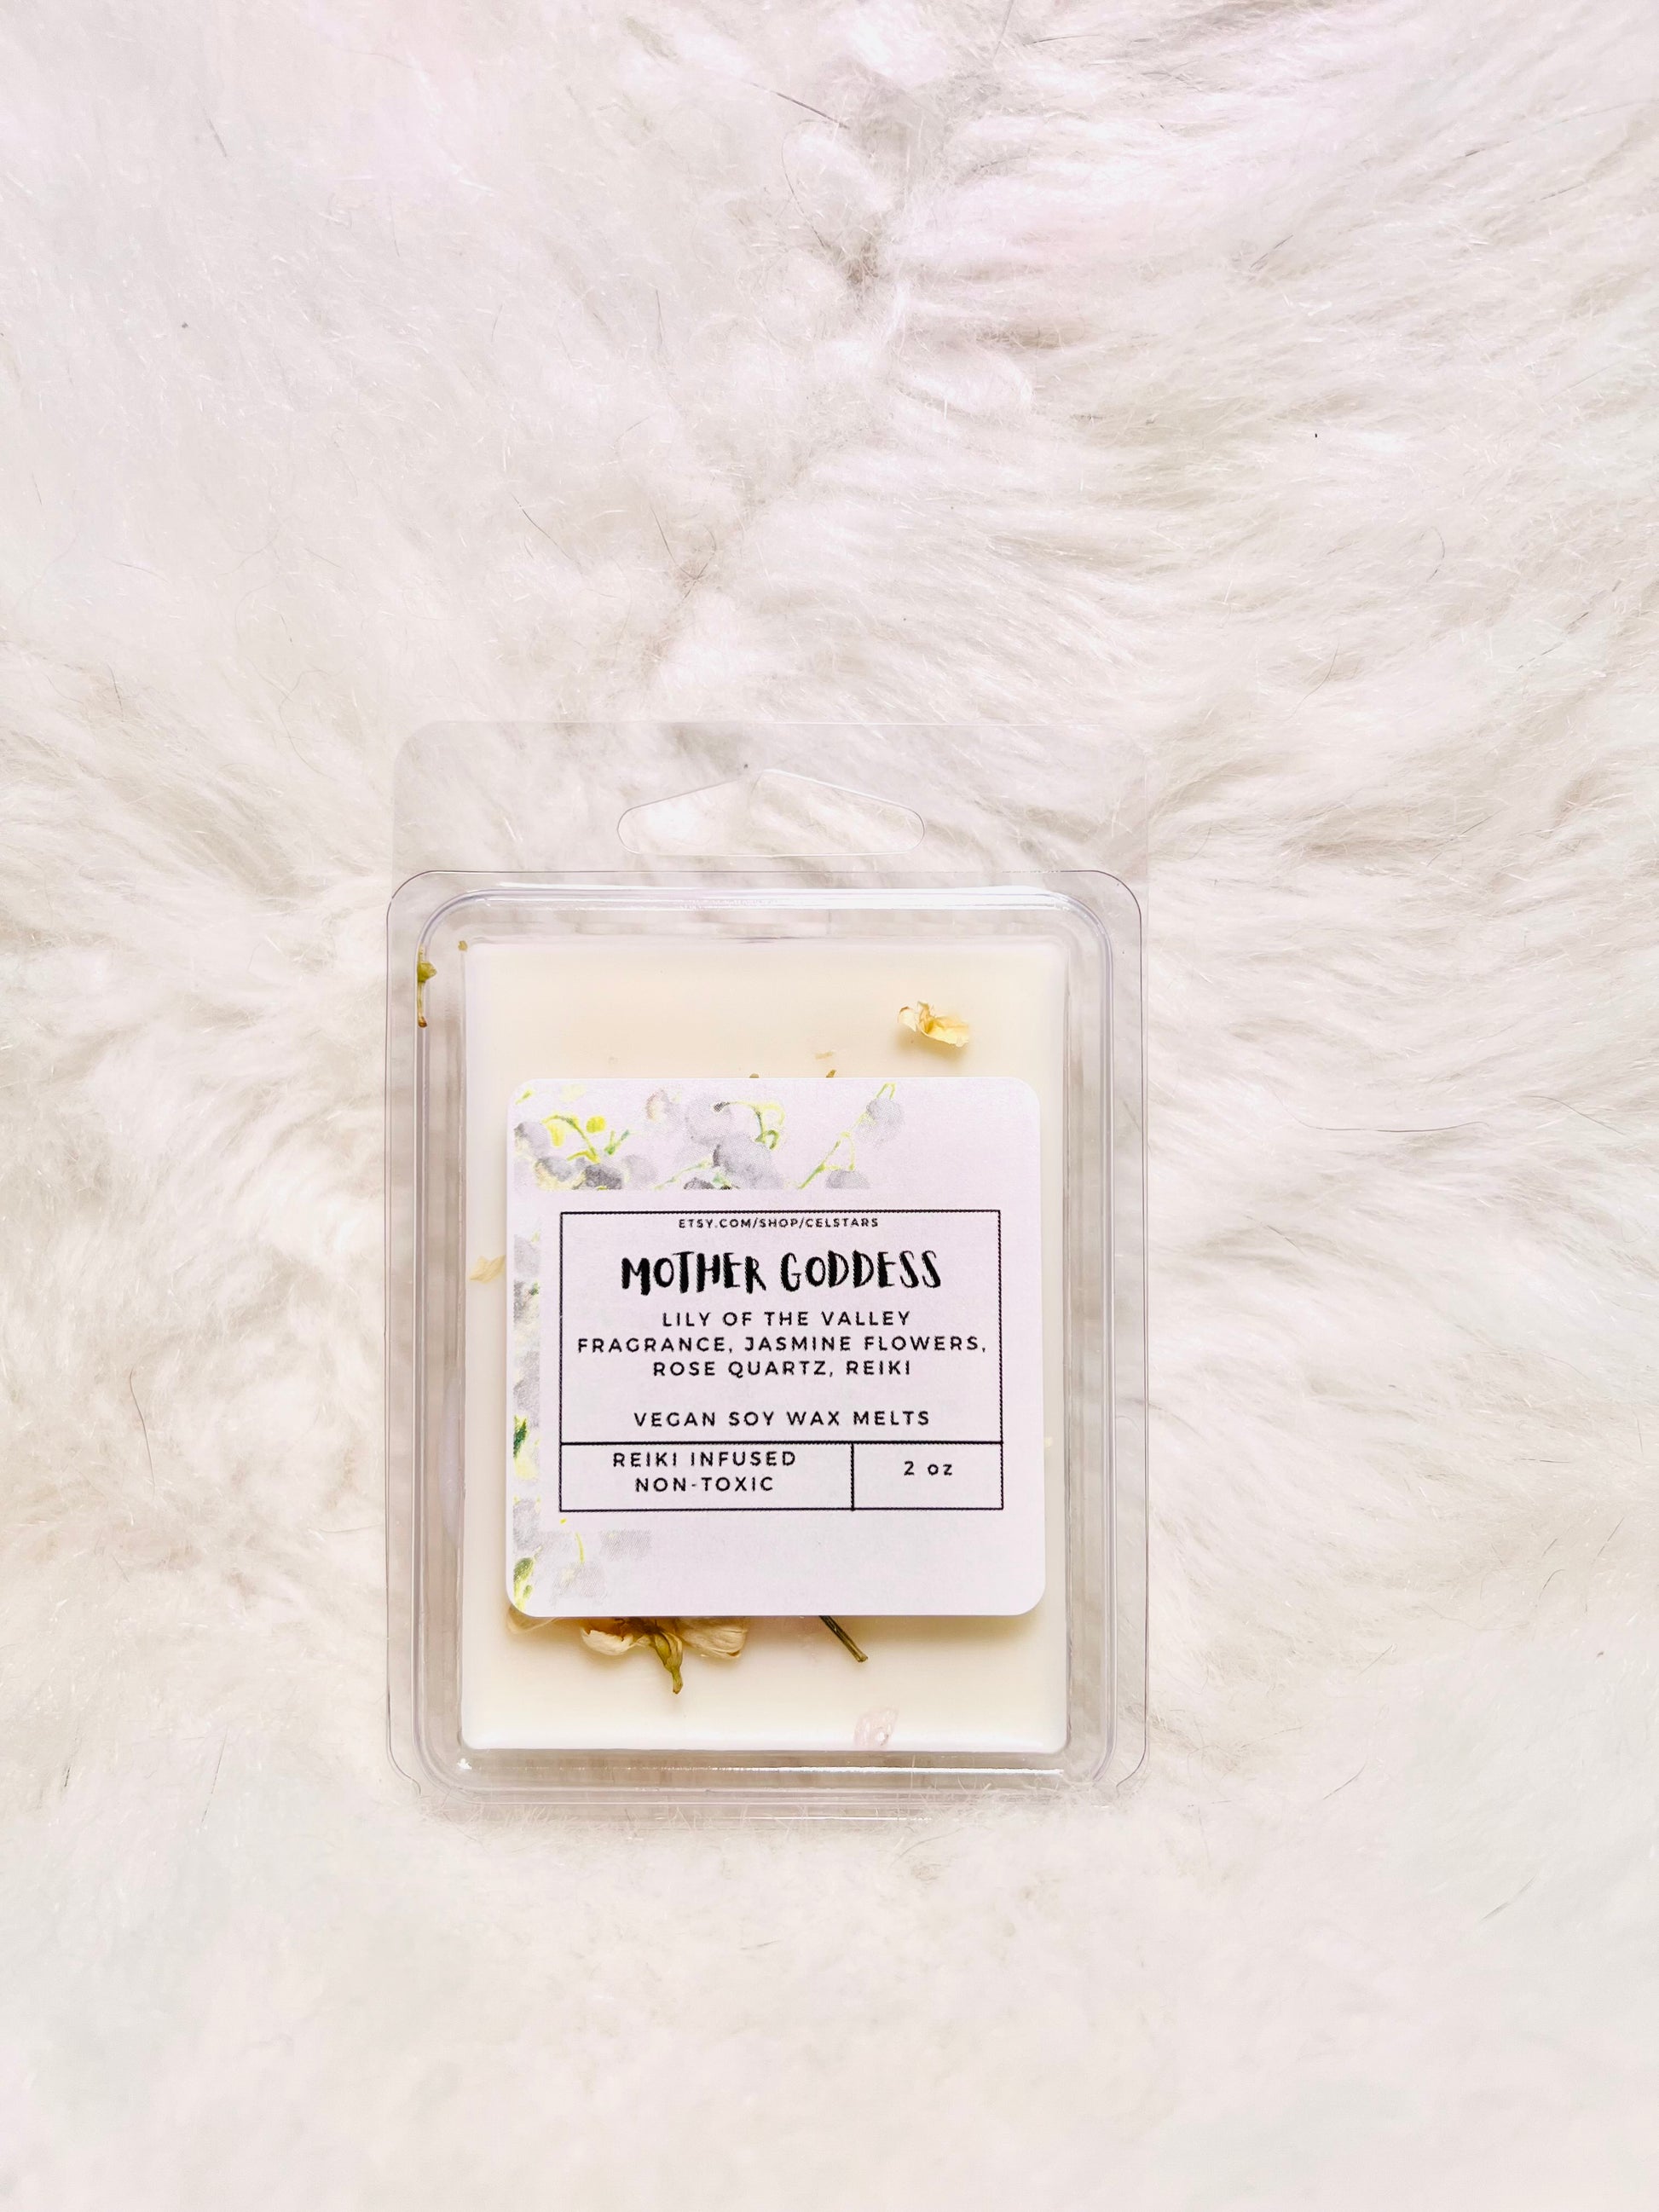 ETSY.COM/SHOP/CELSTARS
MOTHER GODDESS
LILY OF THE VALLEY
FRAGRANCE, JASMINE FLOWERS,
ROSE QUARTZ, REIKI
VEGAN SOY WAX MELTS
REIKI INFUSED
NON-TOXIC
2 oz